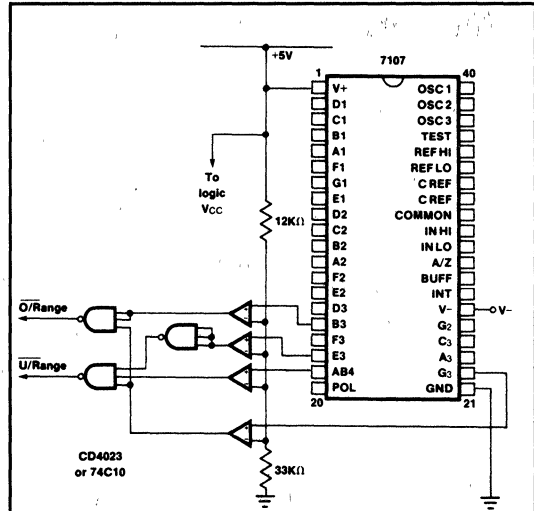 +5V
7107
1
40
V+
OSC 1
D1
OSC 2
C1
OSC 3
B1
TEST
A1
REF HI
F1
REF LO
G1
C REF
E1
C REF
D2
COMMON
C2
IN HI
B2
IN LO
A2
A/Z
F2
BUFF
E2
INT
D3
V–
V–
B3
G2
F3
C3
E3
A3
AB4
G3
POL
GND
20
21
To
logic
VCC
12KΩ
O/Range
U/Range
33KΩ
CD4023
or 74C10